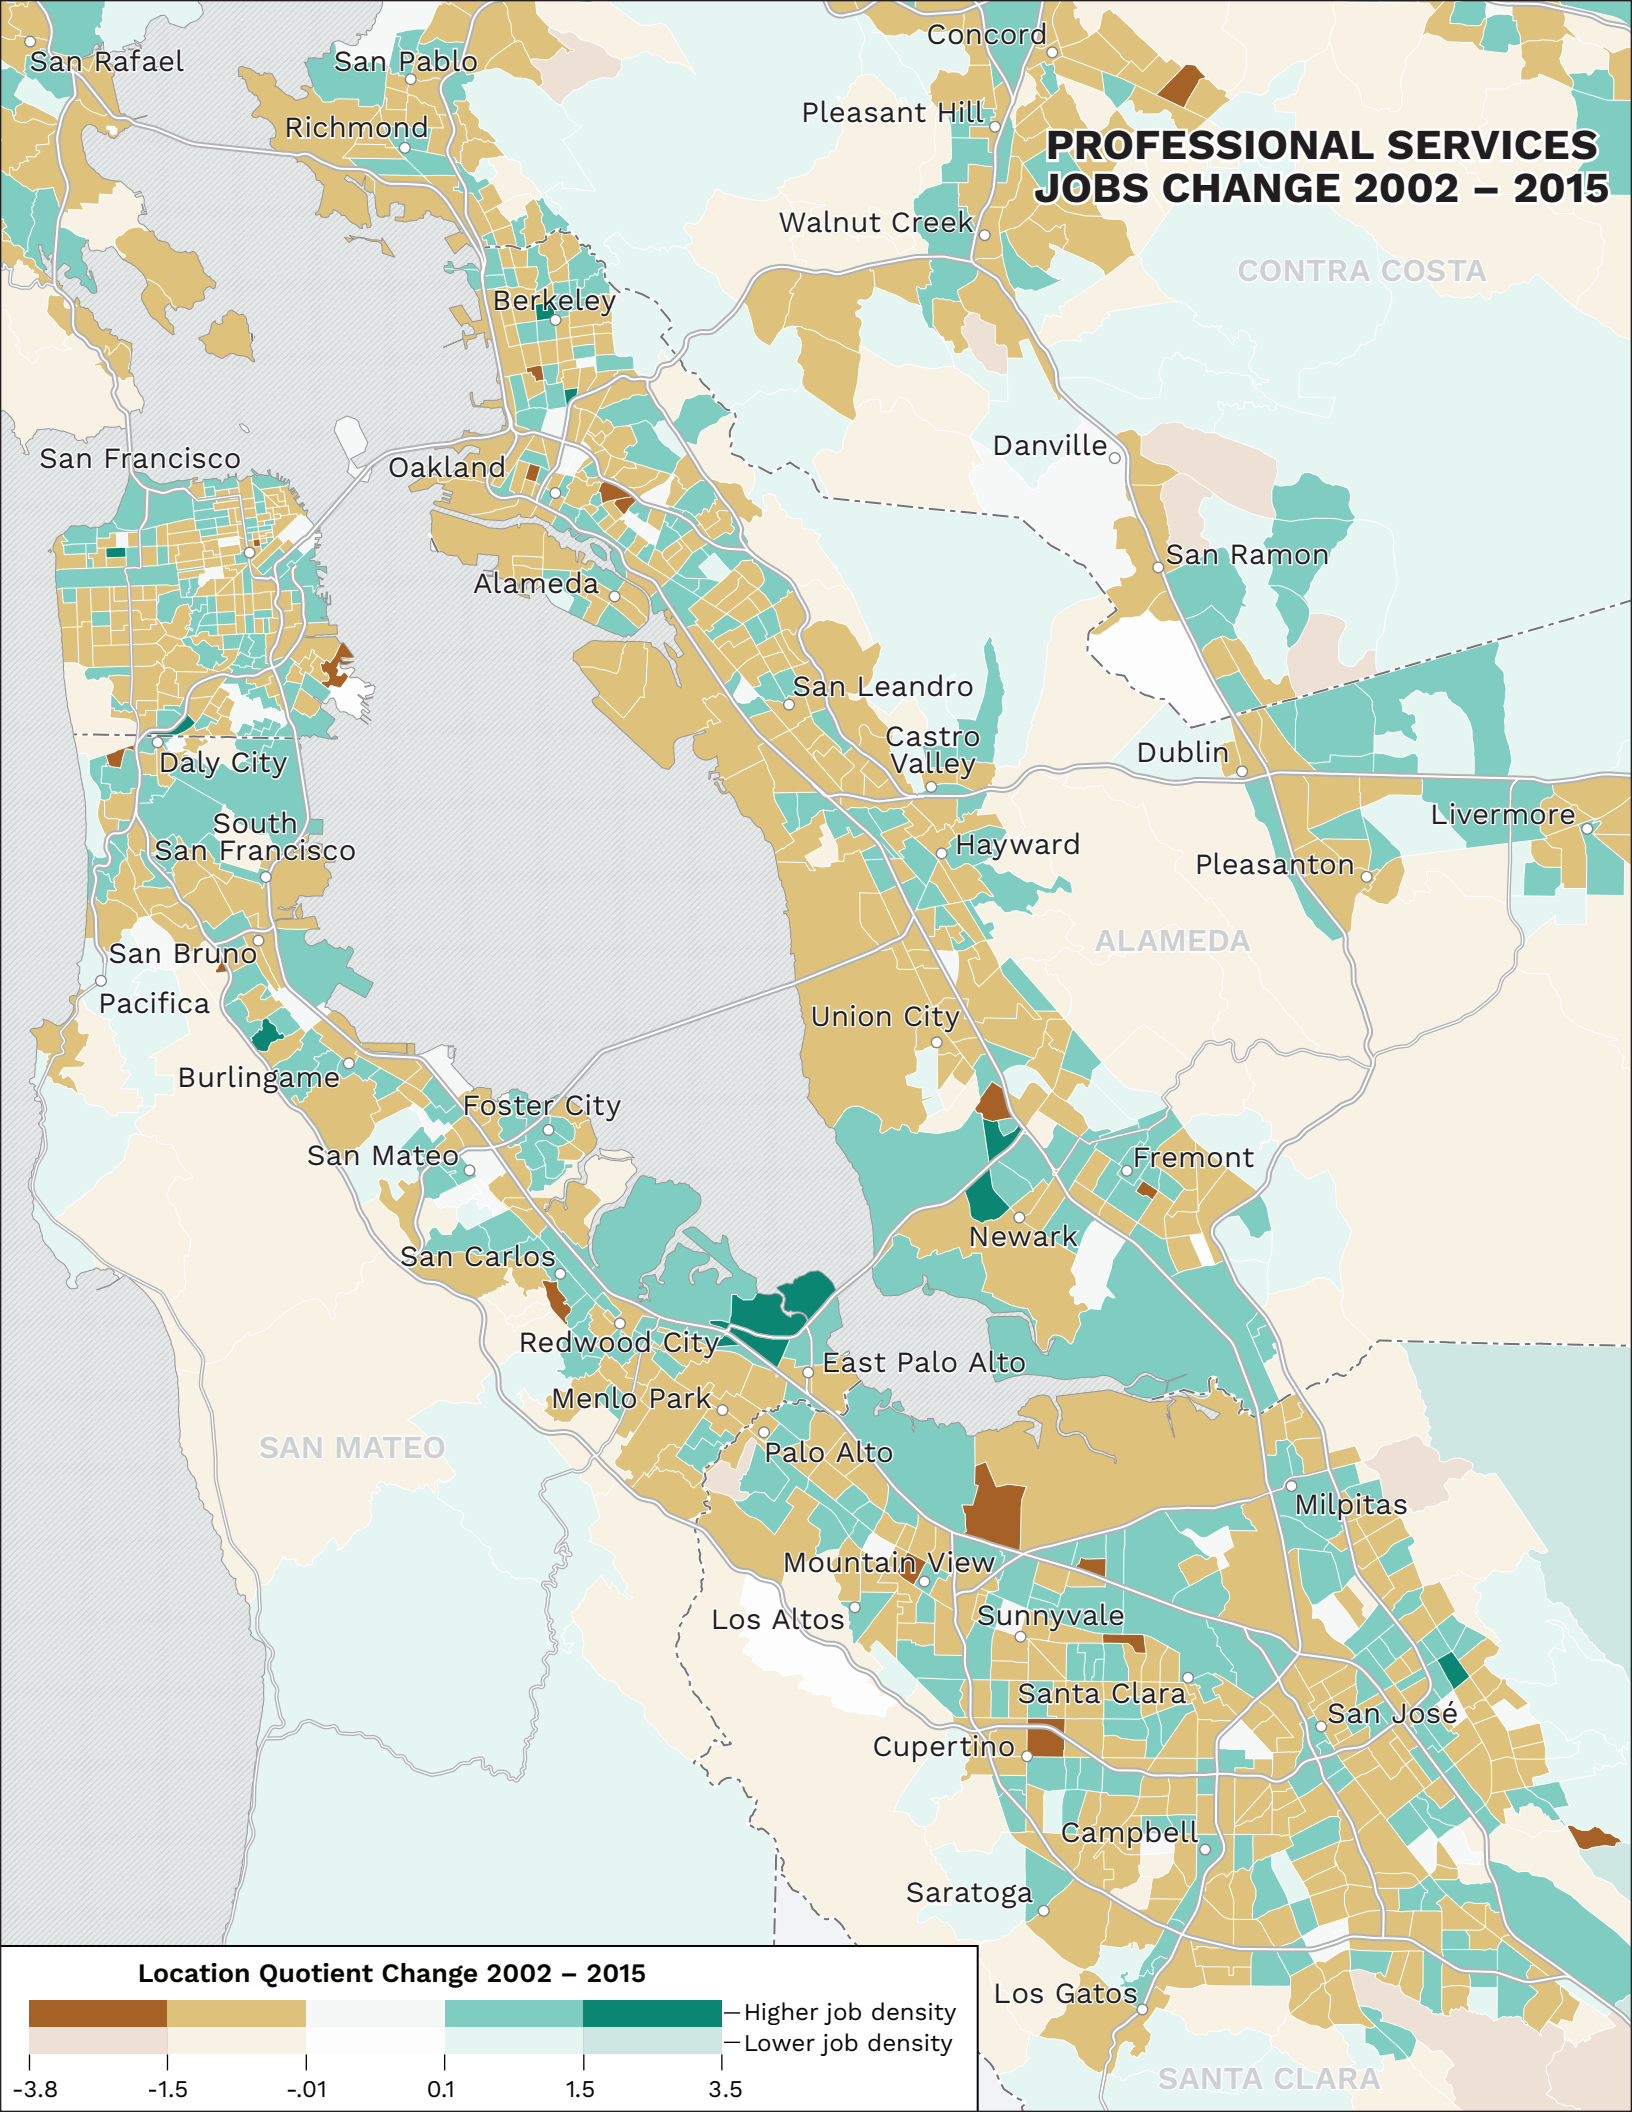 Concord
San Rafael
San Pablo
Pleasant Hill
Richmond
PROFESSIONAL SERVICES
JOBS CHANGE 2002 – 2015
Walnut Creek
CONTRA COSTA
Berkeley
Danville
San Francisco
Oakland
San Ramon
Alameda
San Leandro
Castro
Valley
Dublin
Daly City
Livermore
South
San Francisco
Hayward
Pleasanton
ALAMEDA
San Bruno
Pacifica
Union City
Burlingame
Foster City
San Mateo
Fremont
Newark
San Carlos
Redwood City
East Palo Alto
Menlo Park
SAN MATEO
Palo Alto
Milpitas
Mountain View
Los Altos
Sunnyvale
Santa Clara
San José
Cupertino
Campbell
Saratoga
Los Gatos
SANTA CLARA
Location Quotient Change 2002 – 2015
Higher job density
Lower job density
-3.8 -1.5 -.01 0.1 1.5 3.5